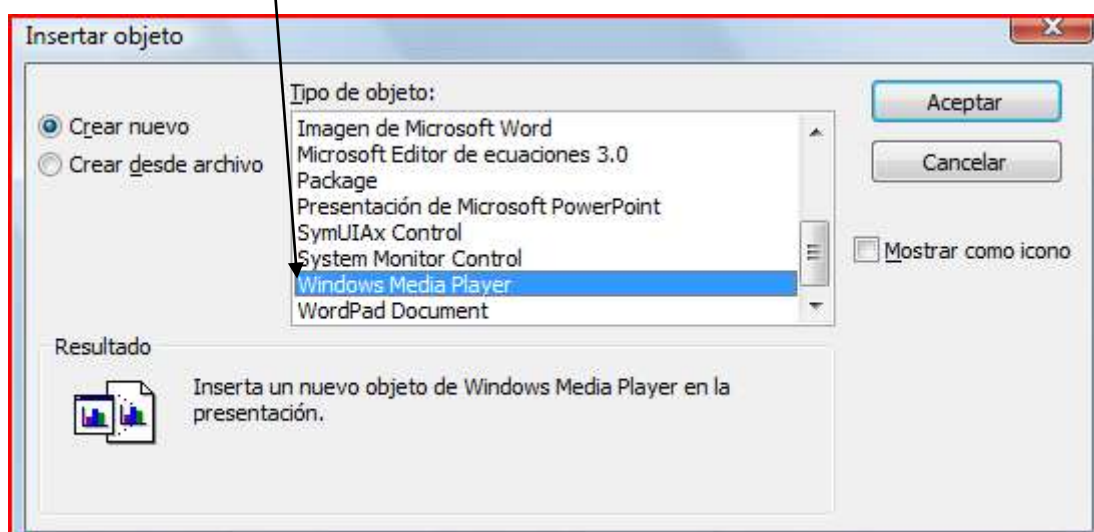 Insertar objeto
Tipo de objeto:
Crear nuevo
Crear desde archivo
Imagen de Microsoft Word
Microsoft Editor de ecuaciones 3.0
Package
Presentación de Microsoft PowerPoint
SymUIAx Control
System Monitor Control
Windows Media Player
WordPad Document
Aceptar
Cancelar
Mostrar como icono
Resultado
Inserta un nuevo objeto de Windows Media Player en la
presentación.